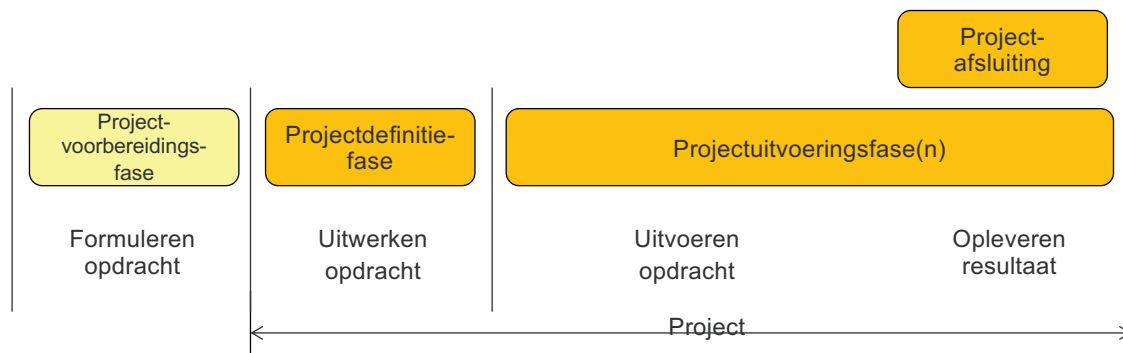 Project-
afsluiting
Project-
voorbereidings-
fase
Projectdefinitie-
fase
Projectuitvoeringsfase(n)
Formuleren
opdracht
Uitwerken
opdracht
Uitvoeren
opdracht
Opleveren
resultaat
Project